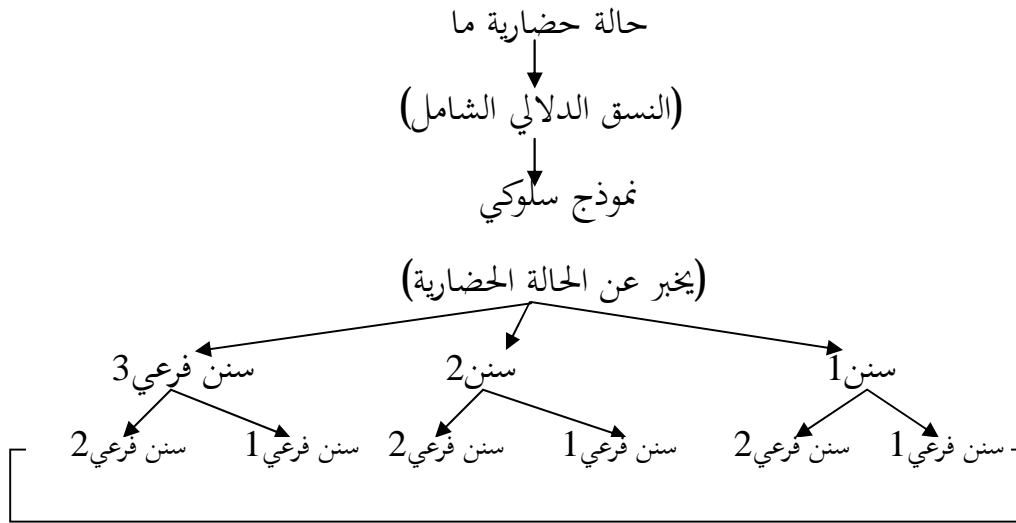 حالة حضارية ما
(النسق الدلالي الشامل)
نموذج سلوكي
(يخبر عن الحالة الحضارية)
سنن1 سنن2 سنن فرعي3
سنن فرعي1 سنن فرعي2 سنن فرعي1 سنن فرعي2 سنن فرعي1 سنن فرعي2